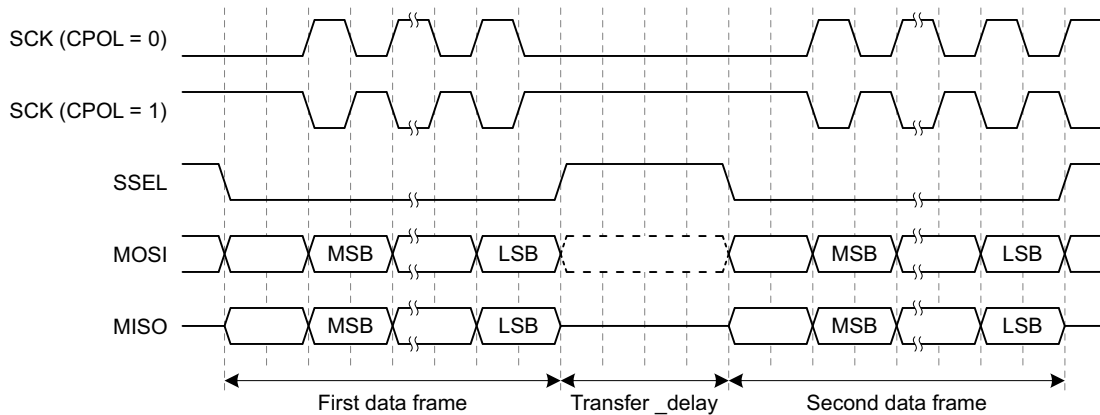 SCK (CPOL = 0)
SCK (CPOL = 1)
SSEL
MOSI MSB LSB MSB LSB
MISO MSB LSB MSB LSB
First data frame Transfer _delay Second data frame